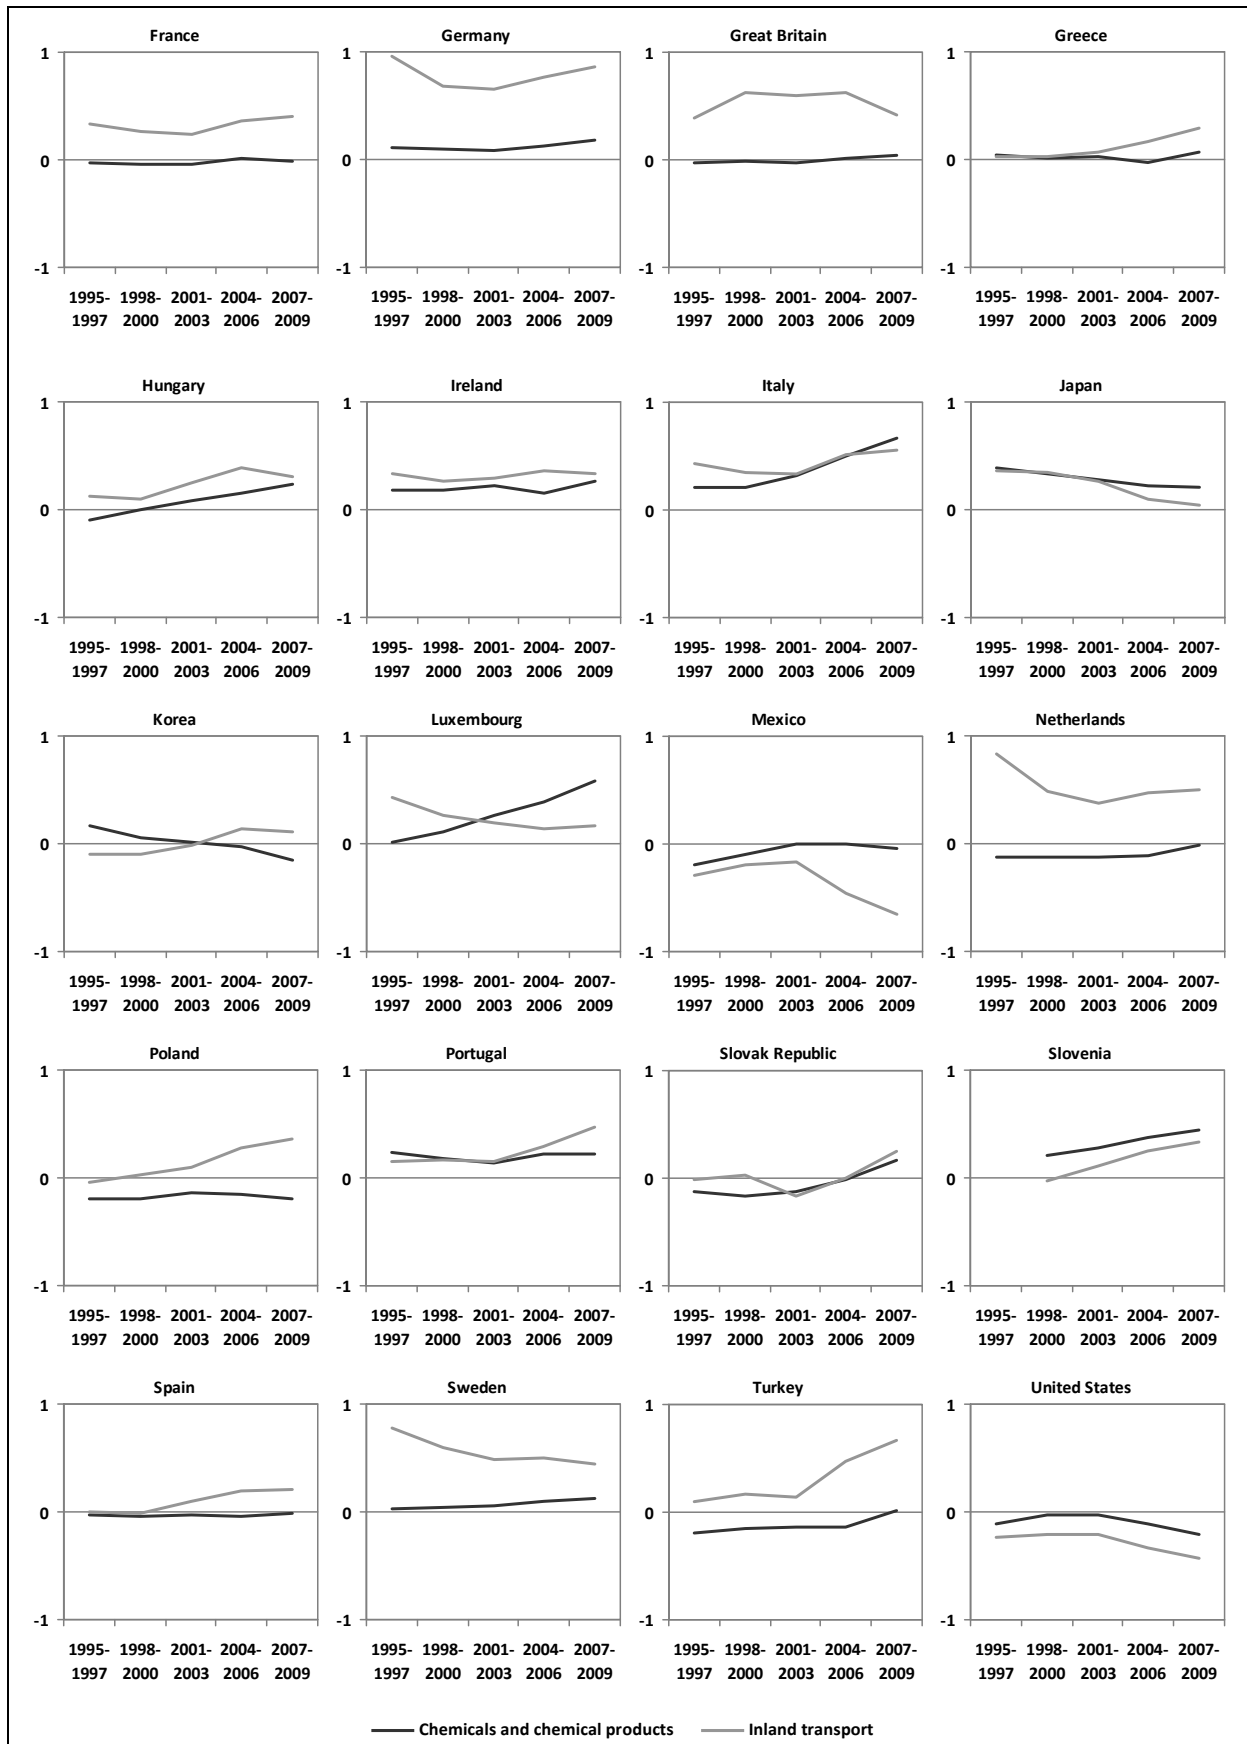 France Germany Great Britain Greece
1 1 1 1
0 0 0 0
-1 -1 -1 -1
1995- 1998- 2001- 2004- 2007- 1995- 1998- 2001- 2004- 2007- 1995- 1998- 2001- 2004- 2007- 1995- 1998- 2001- 2004- 2007-
1997 2000 2003 2006 2009 1997 2000 2003 2006 2009 1997 2000 2003 2006 2009 1997 2000 2003 2006 2009
Hungary Ireland Italy Japan
1 1 1 1
0 0 0 0
-1 -1 -1 -1
1995- 1998- 2001- 2004- 2007- 1995- 1998- 2001- 2004- 2007- 1995- 1998- 2001- 2004- 2007- 1995- 1998- 2001- 2004- 2007-
1997 2000 2003 2006 2009 1997 2000 2003 2006 2009 1997 2000 2003 2006 2009 1997 2000 2003 2006 2009
Korea Luxembourg Mexico Netherlands
1 1 1 1
0 0 0 0
-1 -1 -1 -1
1995- 1998- 2001- 2004- 2007- 1995- 1998- 2001- 2004- 2007- 1995- 1998- 2001- 2004- 2007- 1995- 1998- 2001- 2004- 2007-
1997 2000 2003 2006 2009 1997 2000 2003 2006 2009 1997 2000 2003 2006 2009 1997 2000 2003 2006 2009
Poland Portugal Slovak Republic Slovenia
1 1 1 1
0 0 0 0
-1 -1 -1 -1
1995- 1998- 2001- 2004- 2007- 1995- 1998- 2001- 2004- 2007- 1995- 1998- 2001- 2004- 2007- 1995- 1998- 2001- 2004- 2007-
1997 2000 2003 2006 2009 1997 2000 2003 2006 2009 1997 2000 2003 2006 2009 1997 2000 2003 2006 2009
Spain Sweden Turkey United States
1 1 1 1
0 0 0 0
-1 -1 -1 -1
1995- 1998- 2001- 2004- 2007- 1995- 1998- 2001- 2004- 2007- 1995- 1998- 2001- 2004- 2007- 1995- 1998- 2001- 2004- 2007-
1997 2000 2003 2006 2009 1997 2000 2003 2006 2009 1997 2000 2003 2006 2009 1997 2000 2003 2006 2009
Chemicals and chemical products Inland transport